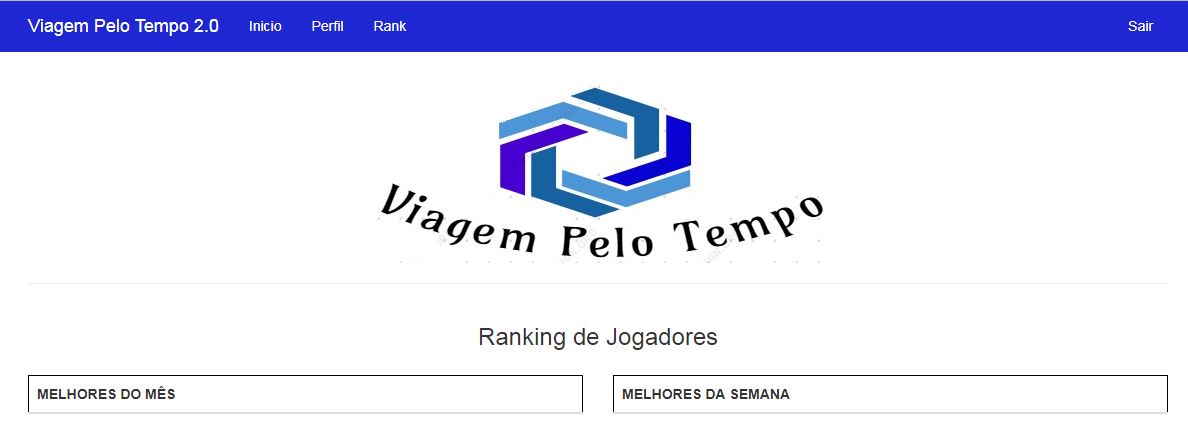 Viagem Pelo Tempo 2.0 Inicio Perfil Rank Sair
Viagem Pelo Tempo
Ranking de Jogadores
MELHORES DO MÊS MELHORES DA SEMANA